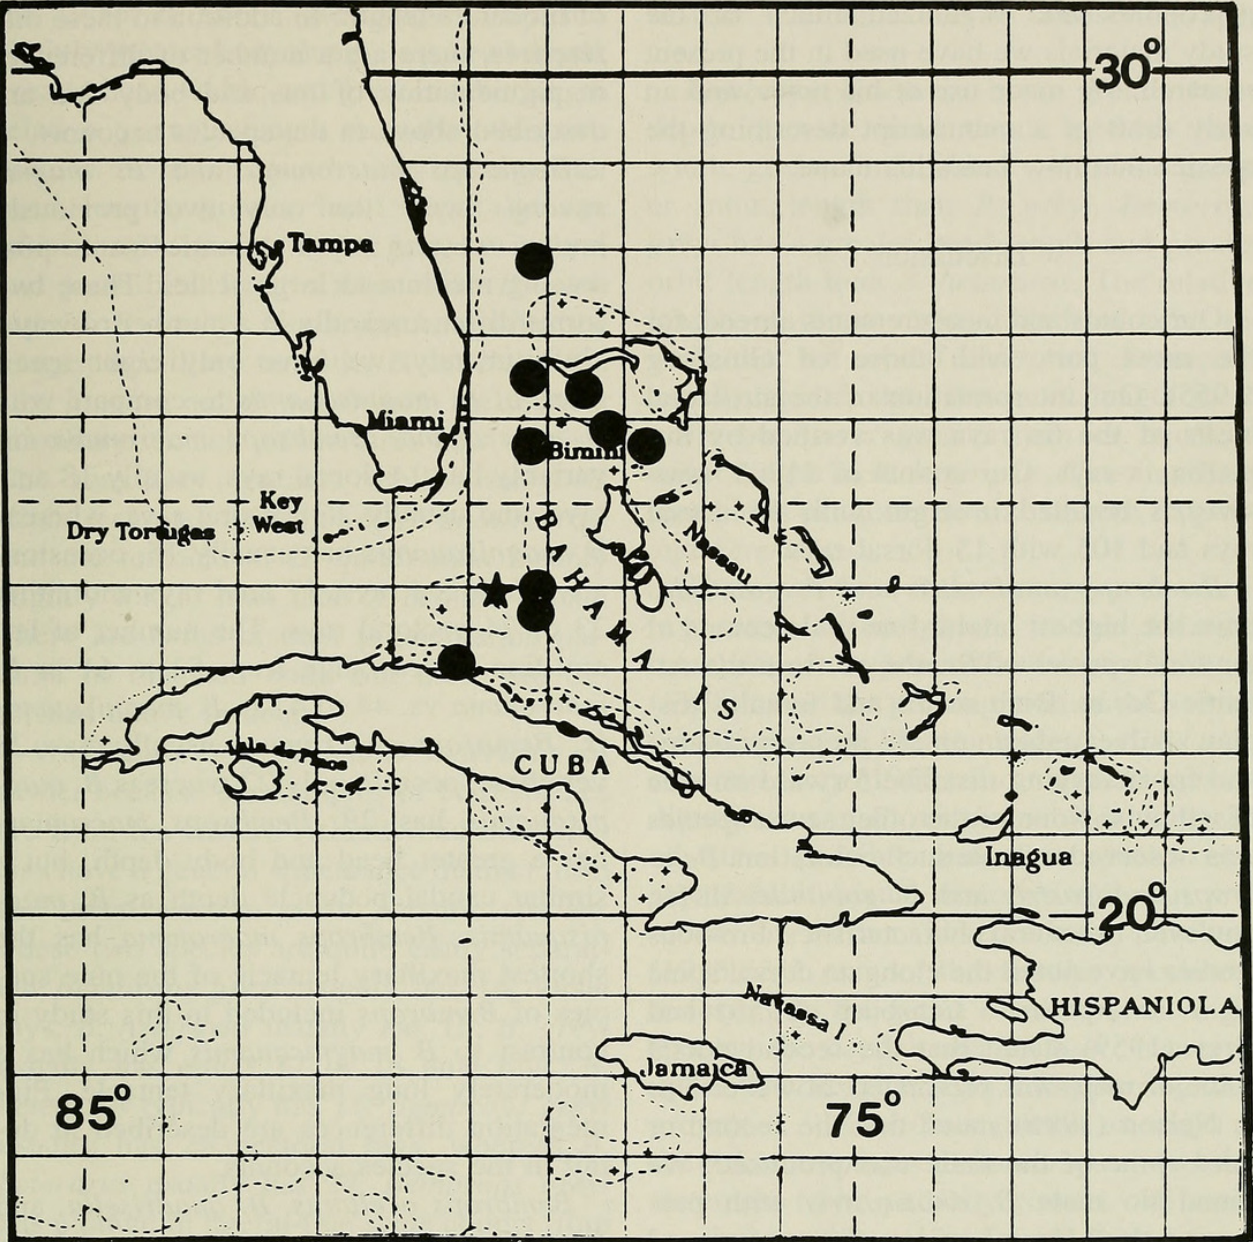 30°
Tampa
Miami
Bimini
Key
West
Dry Tortugas
Nassau
BAHAMAS
Isla d. Pinos
CUBA
Inagua
20°
Navassa I.
HISPANIOLA
Jamaica
85°
75°